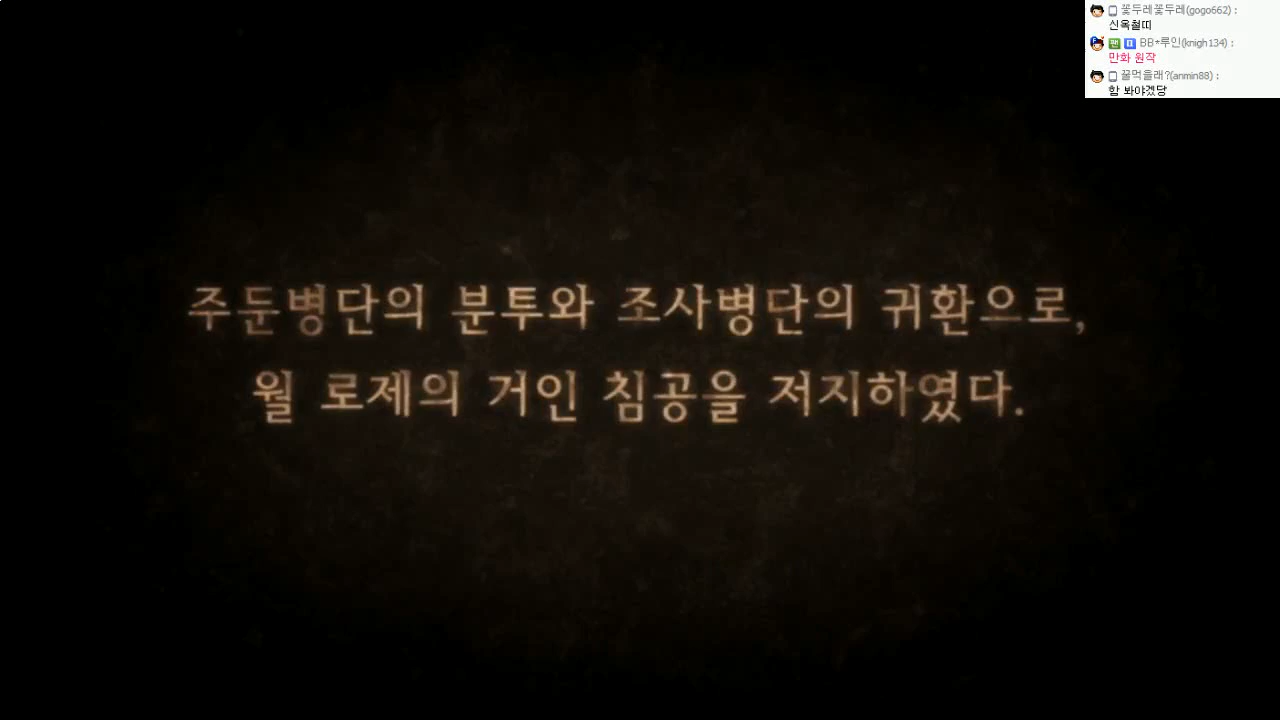 꽃두레꽃두레(gogo662) :
신옥철띠
BB*루인(knigh134) :
만화 원작
꿀먹을래?(anmin88) :
함 봐야겠당
주둔병단의 분투와 조사병단의 귀환으로,
월 로제의 거인 침공을 저지하였다.